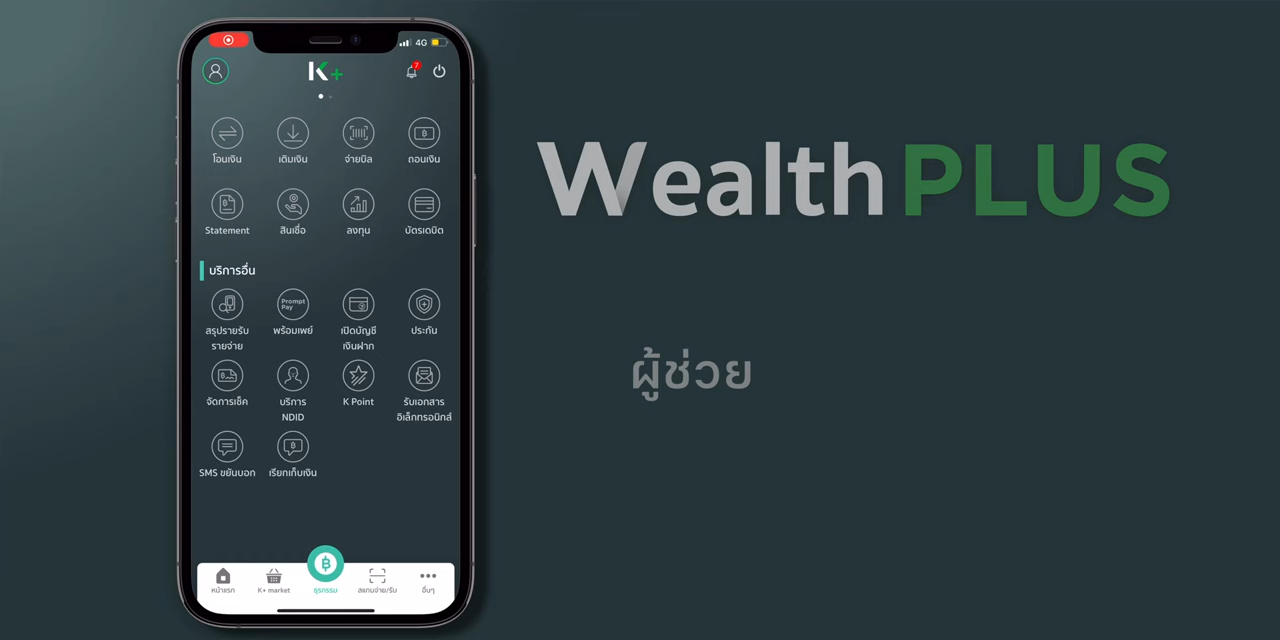 4G
K+
7
โอนเงิน
เติมเงิน
จ่ายบิล
ถอนเงิน
Statement
สินเชื่อ
ลงทุน
บัตรเดบิต
บริการอื่น
Prompt
Pay
สรุปรายรับ
รายจ่าย
พร้อมเพย์
เปิดบัญชี
เงินฝาก
ประกัน
จัดการเช็ค
บริการ
NDID
K Point
รับเอกสาร
อิเล็กทรอนิกส์
SMS ขยันบอก
เรียกเก็บเงิน
หน้าแรก
K+ market
ธุรกรรม
สแกนจ่าย/รับ
อื่นๆ
WealthPLUS
ผู้ช่วย